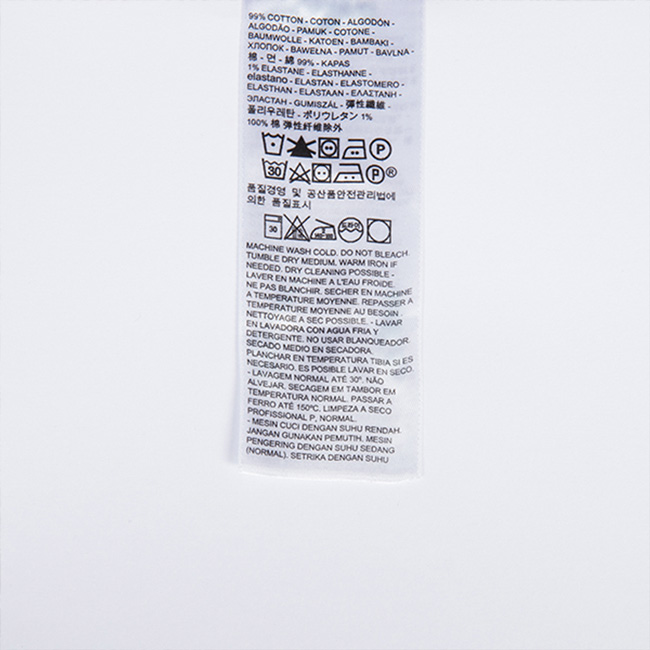 99% COTTON - COTON - ALGODÓN -
ALGODÃO - PAMUK - COTONE -
BAUMWOLLE - KATOEN - BAMBAKI -
ХЛОПОК - BAWEŁNA - PAMUT - BAVLNA -
棉 - 면 - 綿 99% - KAPAS
1% ELASTANE - ELASTHANNE -
elastano - ELASTAN - ELASTOMERO -
ELASTHAN - ELASTAAN - ΕΛΑΣΤΑΝΗ -
ЭЛАСТАН - GUMISZÁL - 彈性纖維 -
폴리우레탄 - ポリウレタン 1%
100% 棉 弹性纤维除外
P
30 P ®
품질경영 및 공산품안전관리법에
의한 품질표시
30 드라이
MACHINE WASH COLD. DO NOT BLEACH.
TUMBLE DRY MEDIUM. WARM IRON IF
NEEDED. DRY CLEANING POSSIBLE -
LAVER EN MACHINE A L'EAU FROIDE.
NE PAS BLANCHIR. SECHER EN MACHINE
A TEMPERATURE MOYENNE. REPASSER A
TEMPERATURE MOYENNE AU BESOIN.
NETTOYAGE A SEC POSSIBLE. - LAVAR
EN LAVADORA CON AGUA FRIA Y
DETERGENTE. NO USAR BLANQUEADOR.
SECADO MEDIO EN SECADORA.
PLANCHAR EN TEMPERATURA TIBIA SI ES
NECESARIO. ES POSIBLE LAVAR EN SECO.
- LAVAGEM NORMAL ATÉ 30º. NÃO
ALVEJAR. SECAGEM EM TAMBOR EM
TEMPERATURA NORMAL. PASSAR A
FERRO ATÉ 150ºC. LIMPEZA A SECO
PROFISSIONAL P, NORMAL.
- MESIN CUCI DENGAN SUHU RENDAH.
JANGAN GUNAKAN PEMUTIH. MESIN
PENGERING DENGAN SUHU SEDANG
(NORMAL). SETRIKA DENGAN SUHU